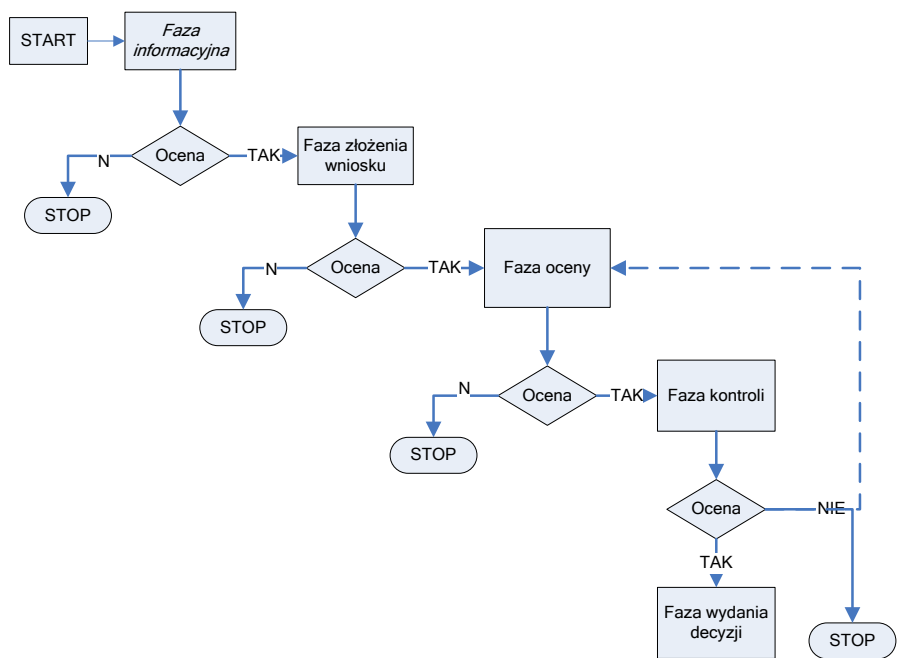 START
Faza
informacyjna
Ocena
N
TAK
Faza złożenia
wniosku
STOP
Ocena
N
TAK
Faza oceny
STOP
Ocena
N
TAK
Faza kontroli
STOP
Ocena
NIE
TAK
Faza wydania
decyzji
STOP